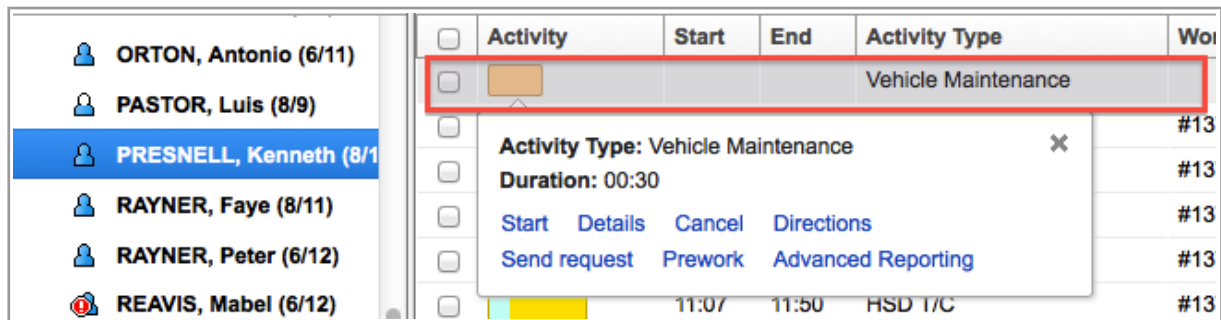 ORTON, Antonio (6/11)
PASTOR, Luis (8/9)
PRESNELL, Kenneth (8/1
RAYNER, Faye (8/11)
RAYNER, Peter (6/12)
REAVIS, Mabel (6/12)
Activity Start End Activity Type Wor
Vehicle Maintenance
#13
Activity Type: Vehicle Maintenance
#13
Duration: 00:30
#13
Start Details Cancel Directions
Send request Prework Advanced Reporting
#13
11:07 11:50 HSD T/C #13